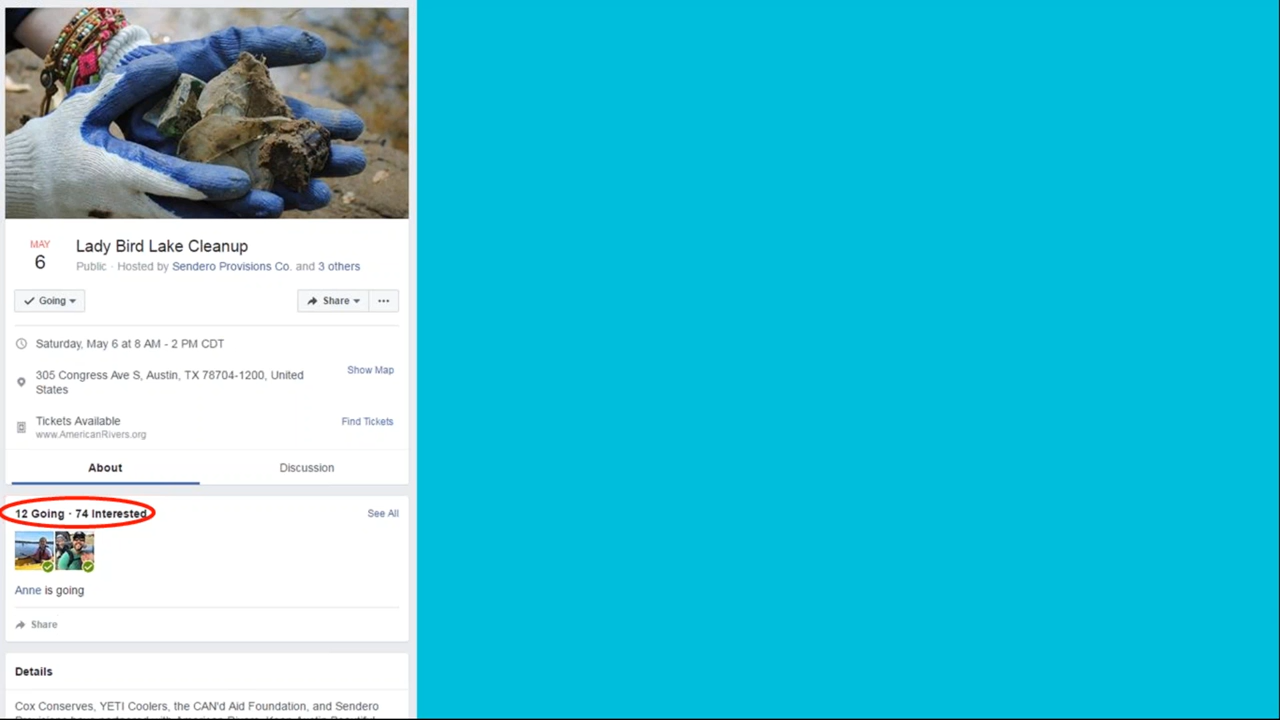 MAY
6
Lady Bird Lake Cleanup
Public · Hosted by Sendero Provisions Co. and 3 others
Going
Share
Saturday, May 6 at 8 AM - 2 PM CDT
305 Congress Ave S, Austin, TX 78704-1200, United
States
Show Map
Tickets Available
www.AmericanRivers.org
Find Tickets
About
Discussion
12 Going · 74 Interested
See All
Anne is going
Share
Details
Cox Conserves, YETI Coolers, the CAN'd Aid Foundation, and Sendero